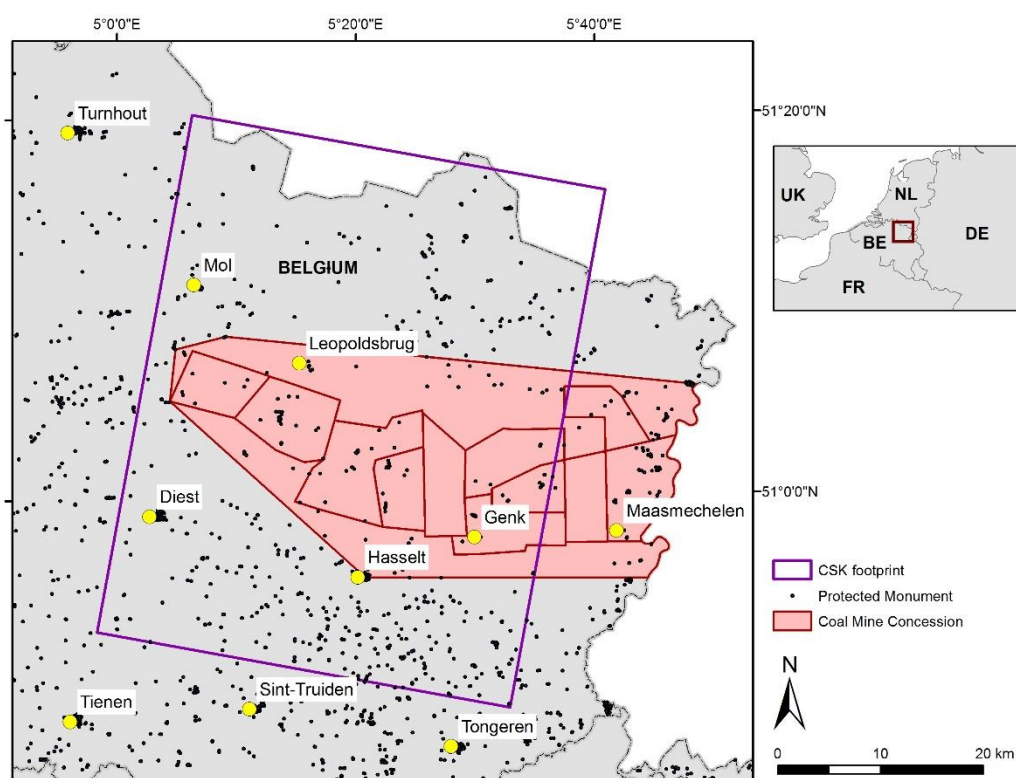 5°0'0"E
5°20'0"E
5°40'0"E
51°20'0"N
Turnhout
UK
NL
BE
DE
FR
Mol
BELGIUM
Leopoldsbrug
51°0'0"N
Diest
Genk
Maasmechelen
Hasselt
CSK footprint
Protected Monument
Coal Mine Concession
N
Tienen
Sint-Truiden
Tongeren
0 10 20 km